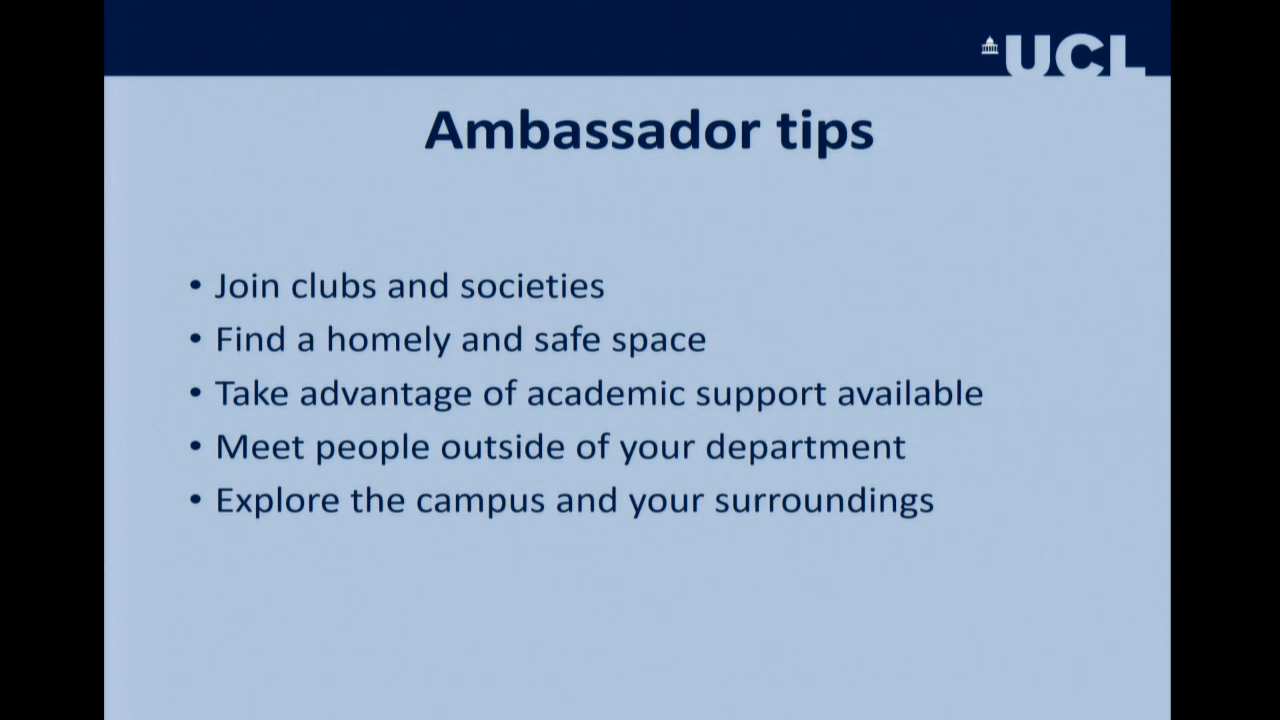 UCL
Ambassador tips
• Join clubs and societies
• Find a homely and safe space
• Take advantage of academic support available
• Meet people outside of your department
• Explore the campus and your surroundings